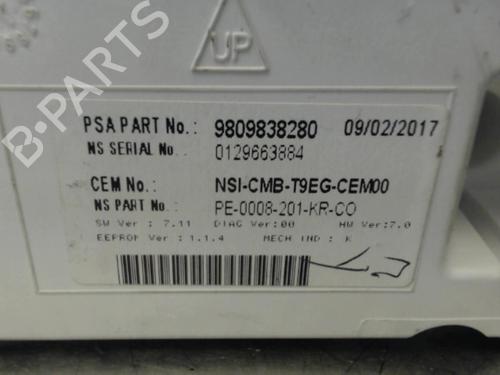 UP
PSA PART No.: 9809838280 09/02/2017
NS SERIAL No.: 0129663884
CEM No.: NSI-CMB-T9EG-CEM00
NS PART No.: PE-0008-201-KR-CO
SW Ver : 7.11 DIAG Ver:00 HW Ver:7.0
EEPROM Ver : 1.1.4 MECH IND : K
B-PARTS